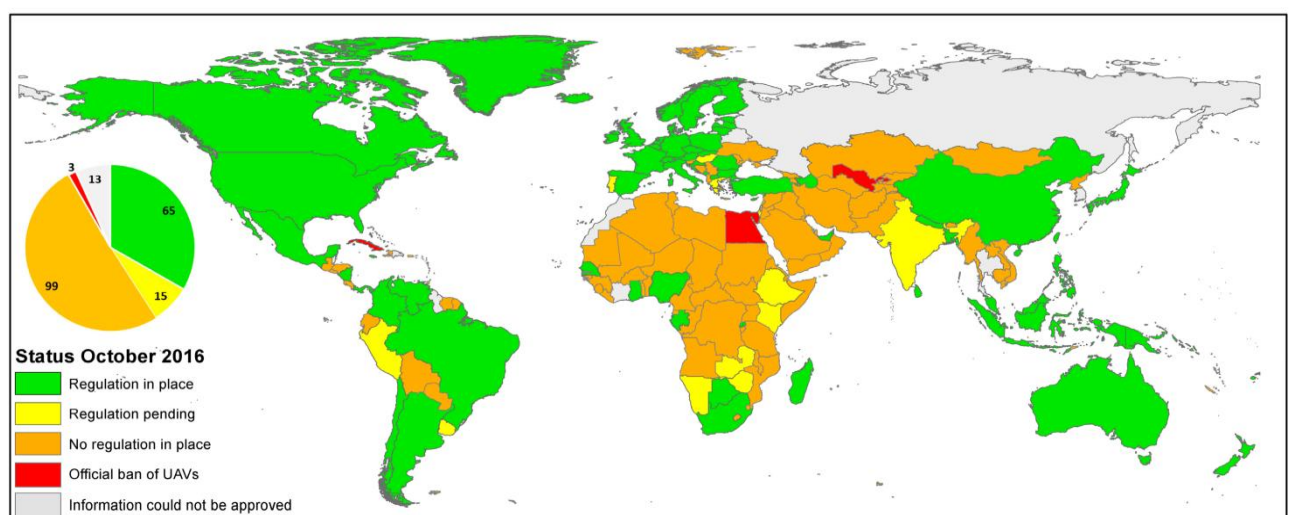 3
13
65
99
15
Status October 2016
Regulation in place
Regulation pending
No regulation in place
Official ban of UAVs
Information could not be approved